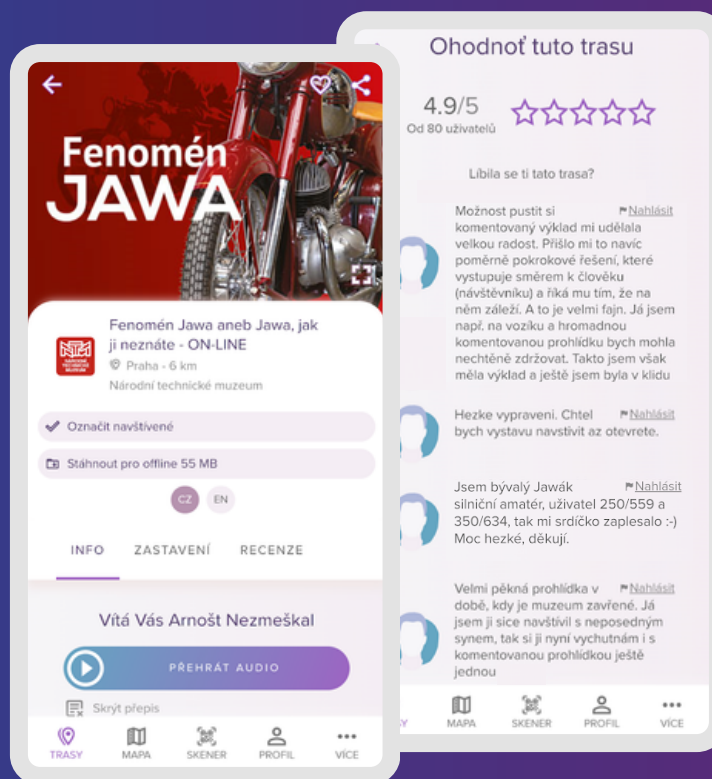 Fenomén
JAWA
NÁRODNÍ
TECHNICKÉ
MUZEUM
Fenomén Jawa aneb Jawa, jak
ji neznáte - ON-LINE
Praha - 6 km
Národní technické muzeum
Označit navštívené
Stáhnout pro offline 55 MB
CZ EN
INFO ZASTAVENÍ RECENZE
Vítá Vás Arnošt Nezmeškal
PŘEHRÁT AUDIO
Skrýt přepis
TRASY MAPA SKENER PROFIL VÍCE
Ohodnoť tuto trasu
4.9/5
Od 80 uživatelů
Líbila se ti tato trasa?
Možnost pustit si Nahlásit
komentovaný výklad mi udělala
velkou radost. Přišlo mi to navíc
poměrně pokrokové řešení, které
vystupuje směrem k člověku
(návštěvníku) a říká mu tím, že na
něm záleží. A to je velmi fajn. Já jsem
např. na vozíku a hromadnou
komentovanou prohlídku bych mohla
nechtěně zdržovat. Takto jsem však
měla výklad a ještě jsem byla v klidu
Hezke vypraveni. Chtel Nahlásit
bych vystavu navstivit az otevrete.
Jsem bývalý Jawák Nahlásit
silniční amatér, uživatel 250/559 a
350/634, tak mi srdíčko zaplesalo :-)
Moc hezké, děkuji.
Velmi pěkná prohlídka v Nahlásit
době, kdy je muzeum zavřené. Já
jsem ji sice navštívil s neposedným
synem, tak si ji nyní vychutnám i s
komentovanou prohlídkou ještě
jednou
SY MAPA SKENER PROFIL VÍCE